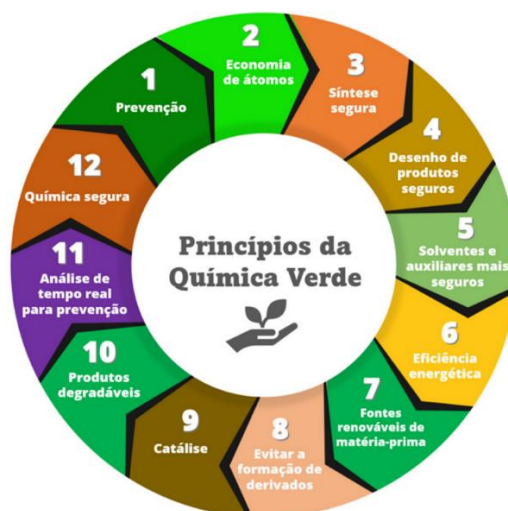 Princípios da
Química Verde
1
Prevenção
2
Economia
de átomos
3
Síntese
segura
4
Desenho de
produtos
seguros
5
Solventes e
auxiliares mais
seguros
6
Eficiência
energética
7
Fontes
renováveis de
matéria-prima
8
Evitar a
formação de
derivados
9
Catálise
10
Produtos
degradáveis
11
Análise de
tempo real
para prevenção
12
Química segura